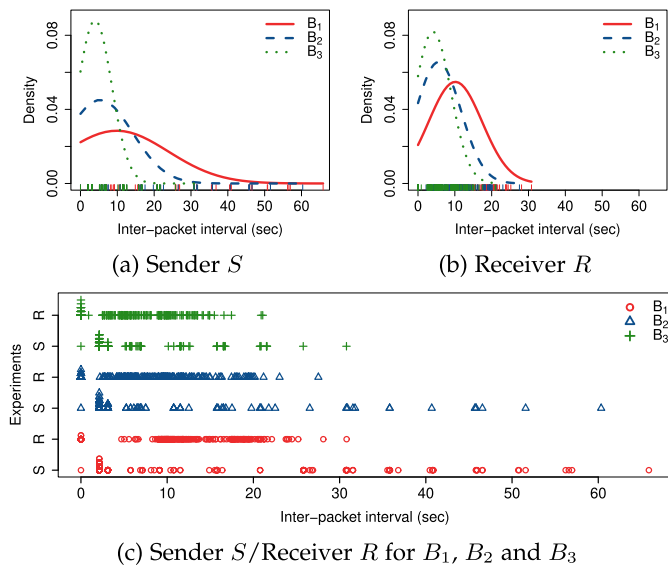 B1
B2
B3
Density
0.00
0.04
0.08
0 10 20 30 40 50 60
Inter−packet interval (sec)
(a) Sender S
B1
B2
B3
Density
0.00
0.04
0.08
0 10 20 30 40 50 60
Inter−packet interval (sec)
(b) Receiver R
B1
B2
B3
Experiments
R
S
R
S
R
S
0 10 20 30 40 50 60
Inter−packet interval (sec)
(c) Sender S/Receiver R for B1, B2 and B3